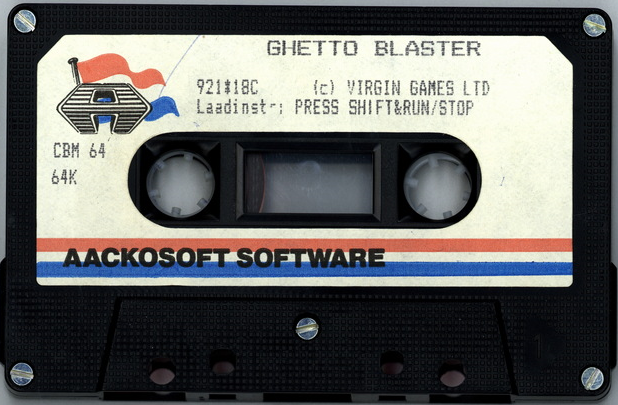 GHETTO BLASTER
921*18C (c) VIRGIN GAMES LTD
Laadinstr: PRESS SHIFT&RUN/STOP
A
CBM 64
64K
AACKOSOFT SOFTWARE